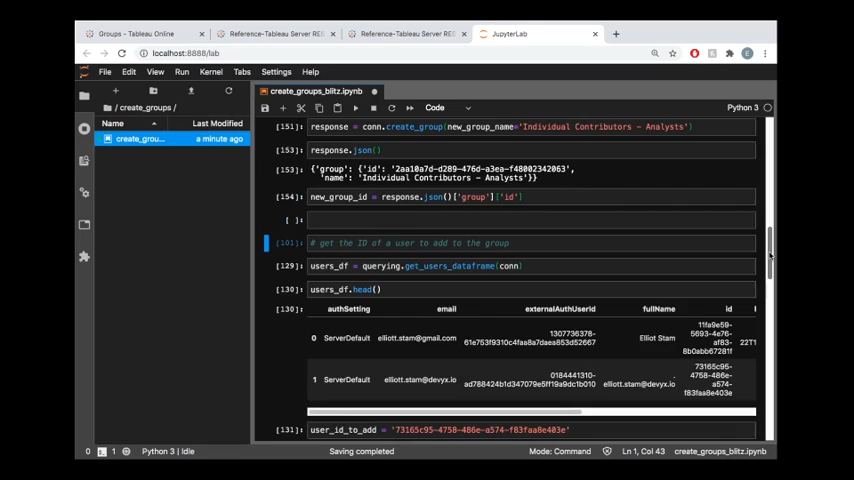 Groups - Tableau Online
Reference-Tableau Server RES
Reference-Tableau Server RES
JupyterLab
localhost:8888/lab
E
File Edit View Run Kernel Tabs Settings Help
create_groups_blitz.ipynb
Code
Python 3
/ create_groups /
Name
Last Modified
create_grou...
a minute ago
[151]: response = conn.create_group(new_group_name='Individual Contributors - Analysts')
[153]: response.json()
[153]: {'group': {'id': '2aa10a7d-d289-476d-a3ea-f48002342063',
'name': 'Individual Contributors - Analysts'}}
[154]: new_group_id = response.json()['group']['id']
[ ]:
[101]: # get the ID of a user to add to the group
[129]: users_df = querying.get_users_dataframe(conn)
[130]: users_df.head()
[130]: authSetting email externalAuthUserId fullName id
0 ServerDefault elliott.stam@gmail.com 1307736378-61e753f9310c4faa8a7daea853d52667 Elliot Stam 11fa9e59-5693-4e76-af83-8b0abb67281f 22T1
1 ServerDefault elliott.stam@devyx.io 0184441310-ad788424b1d347079e5ff19a9dc1b010 . elliott.stam@devyx.io 73165c95-4758-486e-a574-f83faa8e403e
[131]: user_id_to_add = '73165c95-4758-486e-a574-f83faa8e403e'
0 1 Python 3 | Idle
Saving completed
Mode: Command
Ln 1, Col 43
create_groups_blitz.ipynb